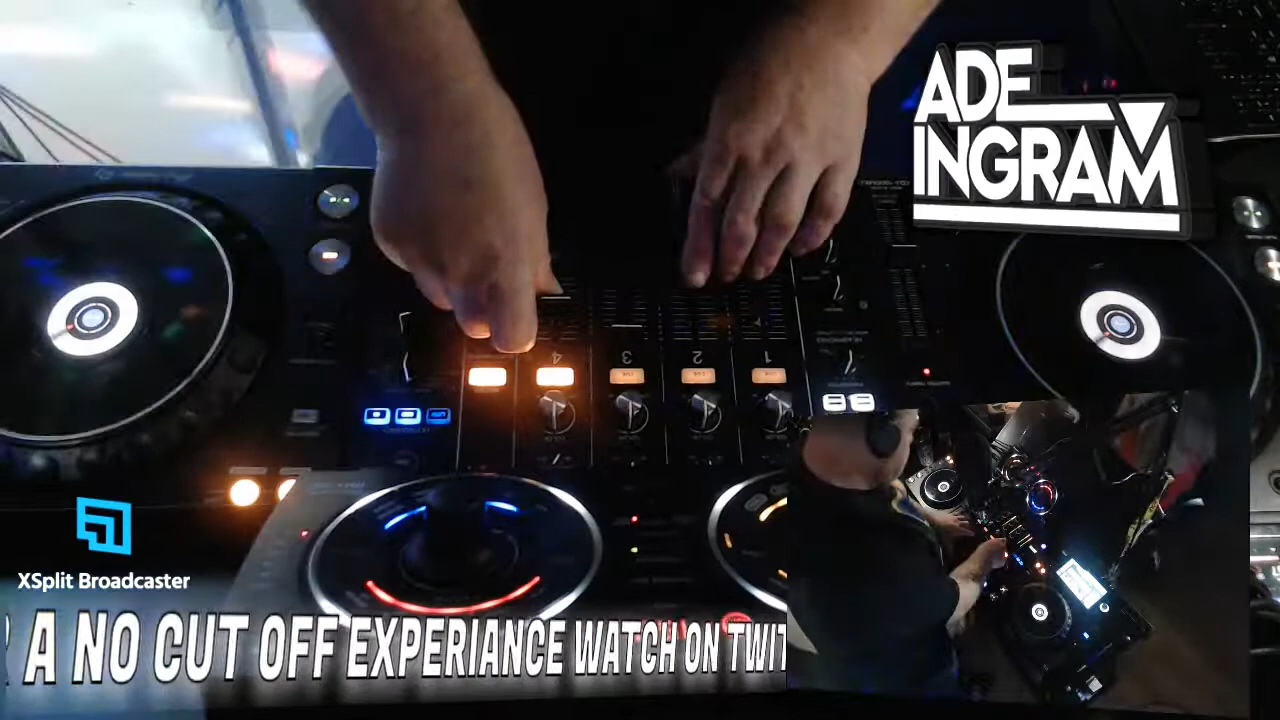 ADE
INGRAM
4
3
2
1
XSplit Broadcaster
A NO CUT OFF EXPERIANCE WATCH ON TWIT